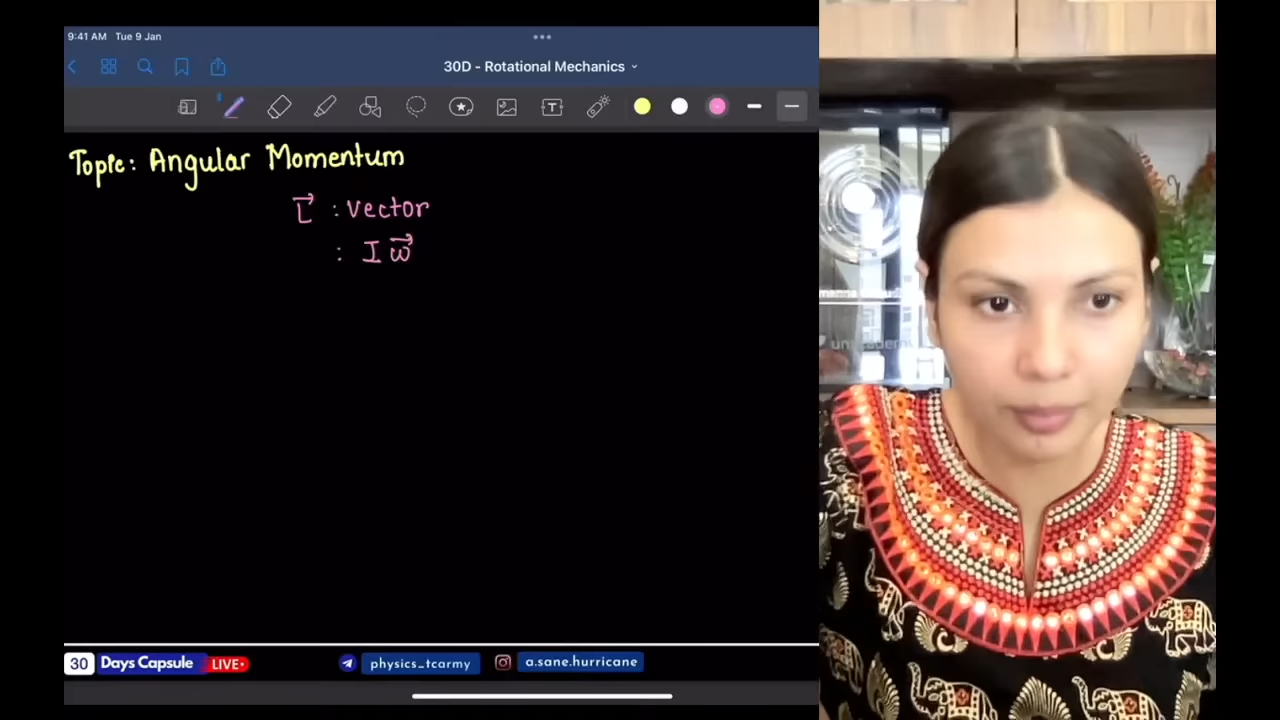 9:41 AM Tue 9 Jan
30D - Rotational Mechanics
Topic: Angular Momentum
L⃗ : Vector
: I ω⃗
30 Days Capsule LIVE
physics_tcarmy
a.sane.hurricane